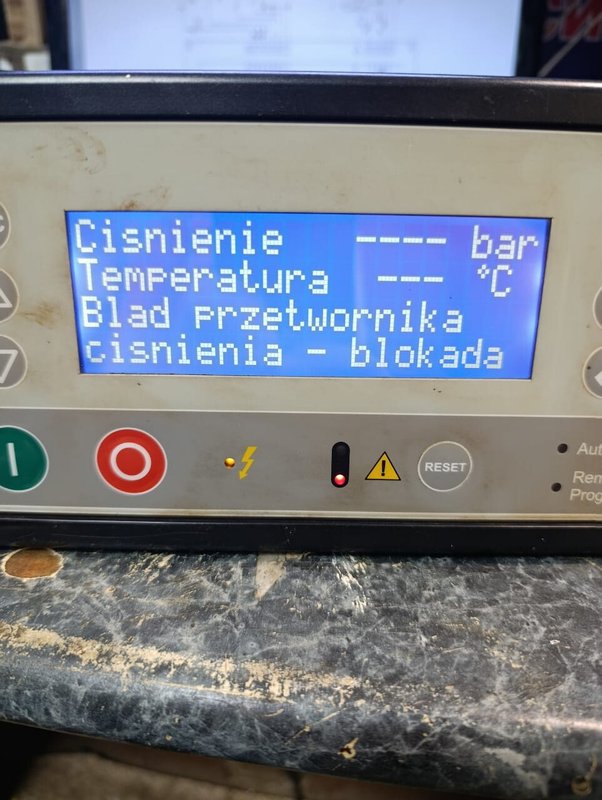 Cisnienie ---- bar
Temperatura --- °C
Blad przetwornika
cisnienia - blokada
RESET